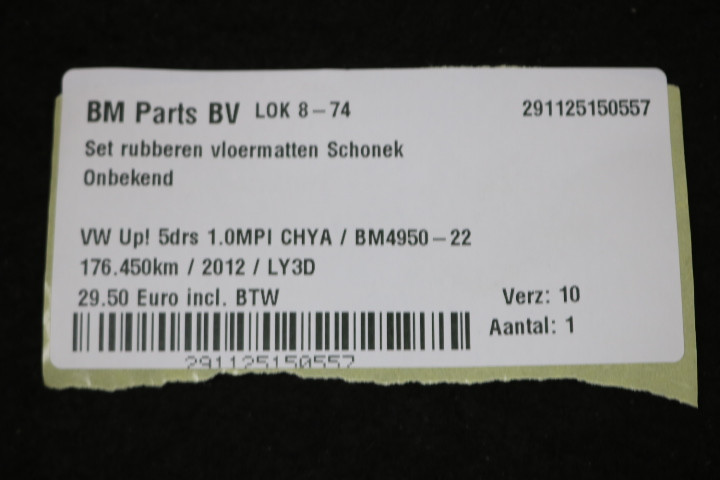 BM Parts BV LOK 8-74 291125150557
Set rubberen vloermatten Schonek
Onbekend
VW Up! 5drs 1.0MPI CHYA / BM4950-22
176.450km / 2012 / LY3D
29.50 Euro incl. BTW Verz: 10
Aantal: 1
291125150557